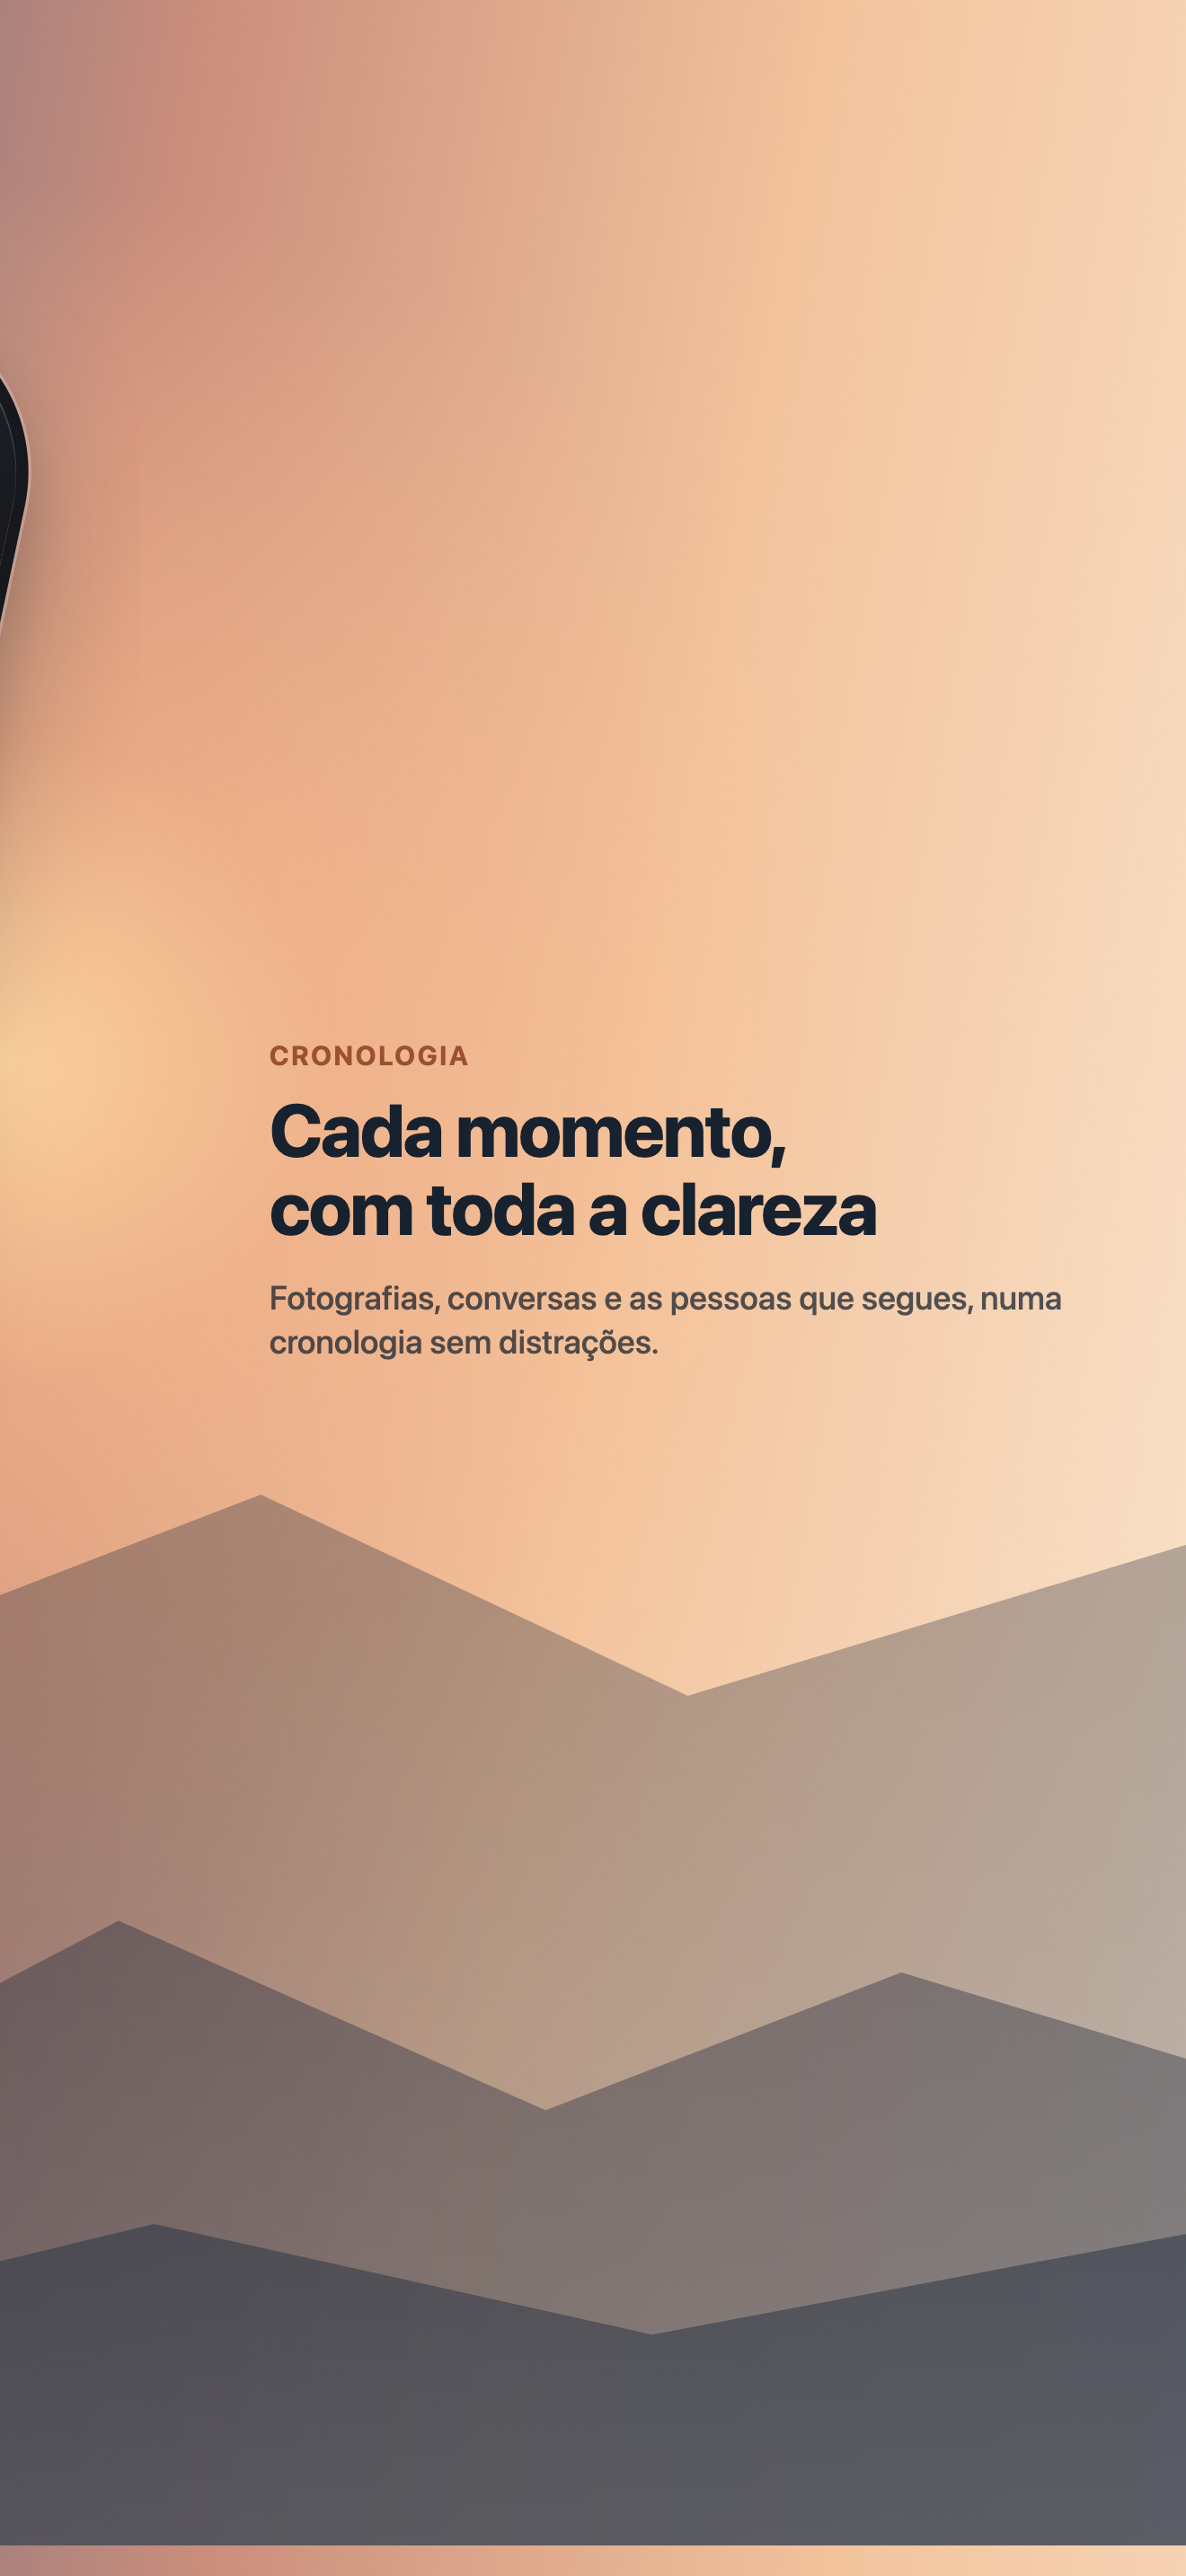 CRONOLOGIA
Cada momento,
com toda a clareza
Fotografias, conversas e as pessoas que segues, numa
cronologia sem distrações.